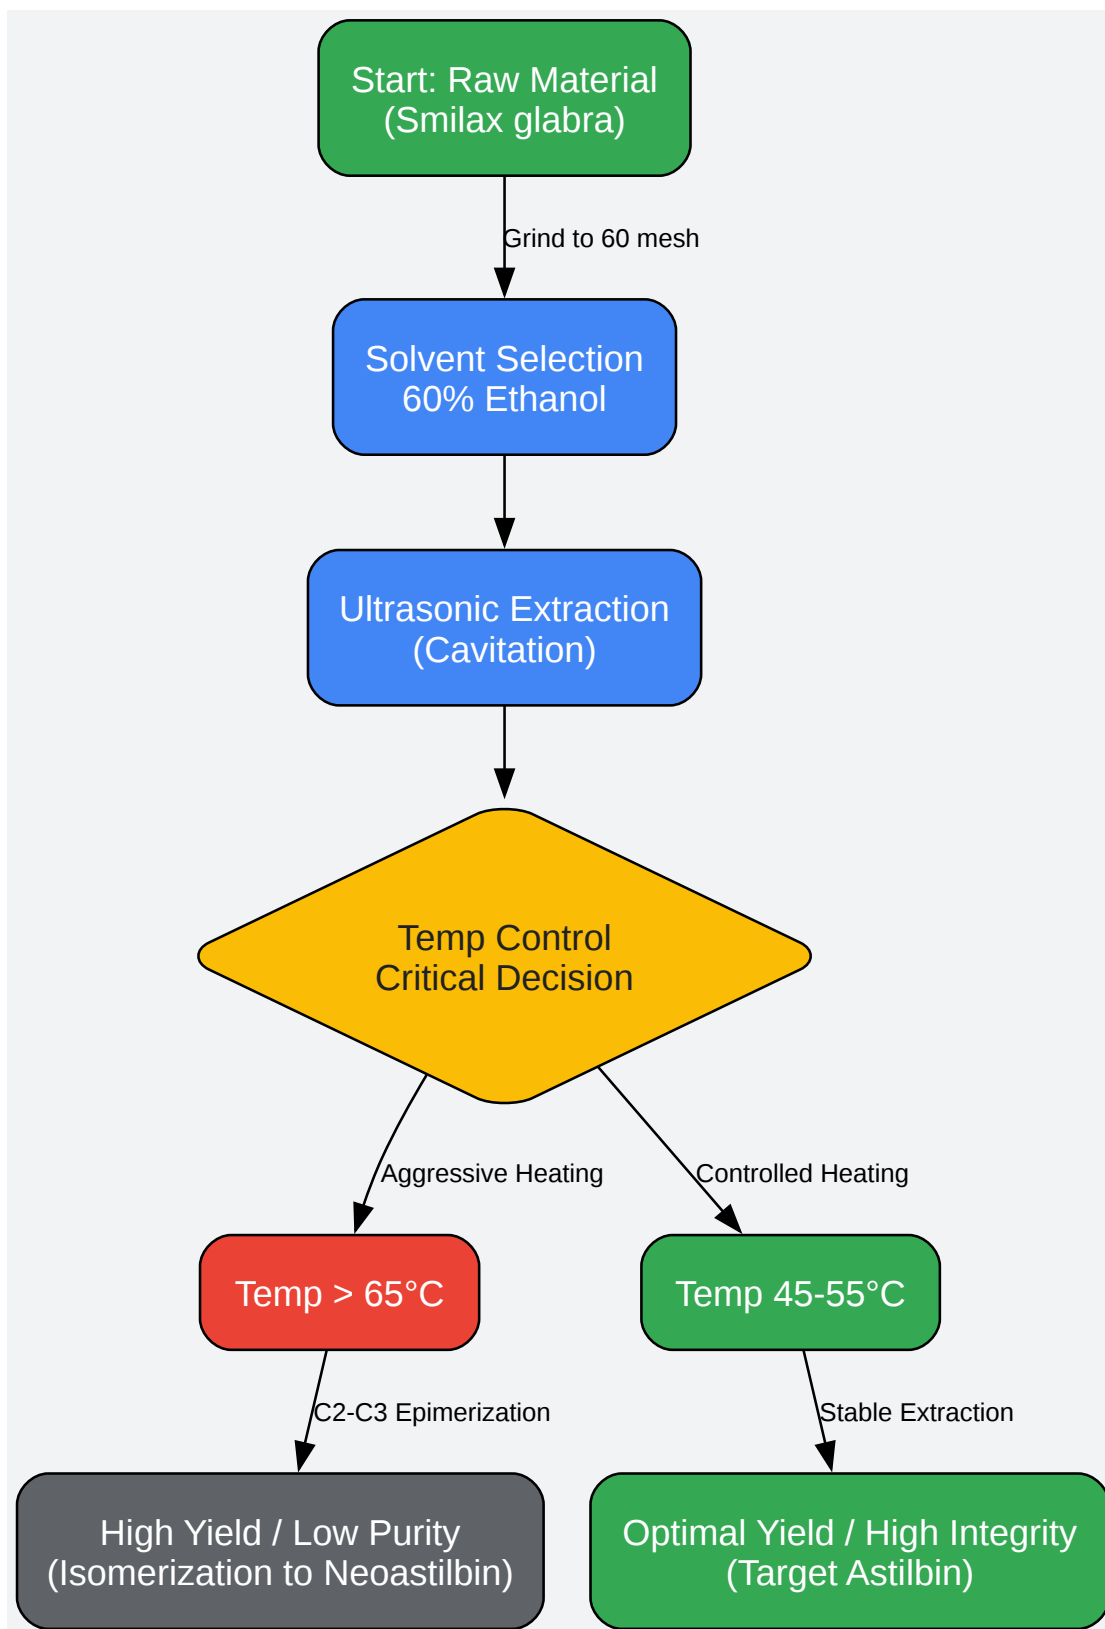 Start: Raw Material
(Smilax glabra)
Grind to 60 mesh
Solvent Selection
60% Ethanol
Ultrasonic Extraction
(Cavitation)
Temp Control
Critical Decision
Aggressive Heating
Controlled Heating
Temp > 65°C
Temp 45-55°C
C2-C3 Epimerization
Stable Extraction
High Yield / Low Purity
(Isomerization to Neoastilbin)
Optimal Yield / High Integrity
(Target Astilbin)